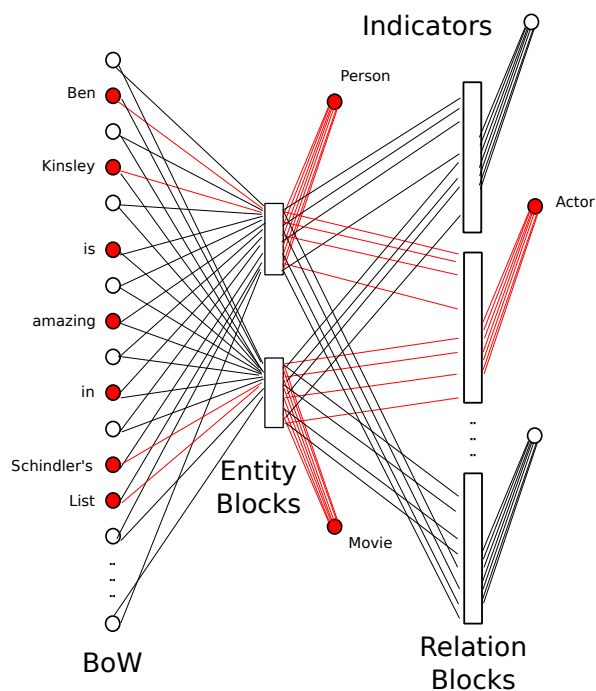 Indicators
Person
Ben
Kinsley
Actor
is
amazing
in
Schindler's
List
Entity
Blocks
Movie
BoW
Relation
Blocks